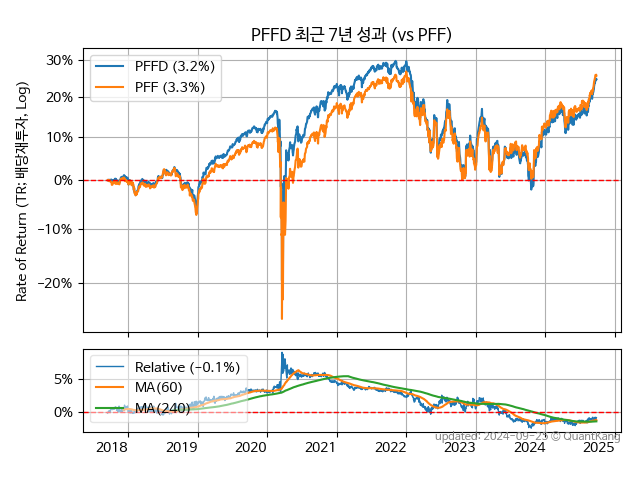 PFFD 최근 7년 성과 (vs PFF)
Rate of Return (TR: 배당재투자, Log)
30%
20%
10%
0%
−10%
−20%
PFFD (3.2%)
PFF (3.3%)
5%
0%
Relative (−0.1%)
MA(60)
MA(240)
updated: 2024-09-25 © QuantKang
2018 2019 2020 2021 2022 2023 2024 2025